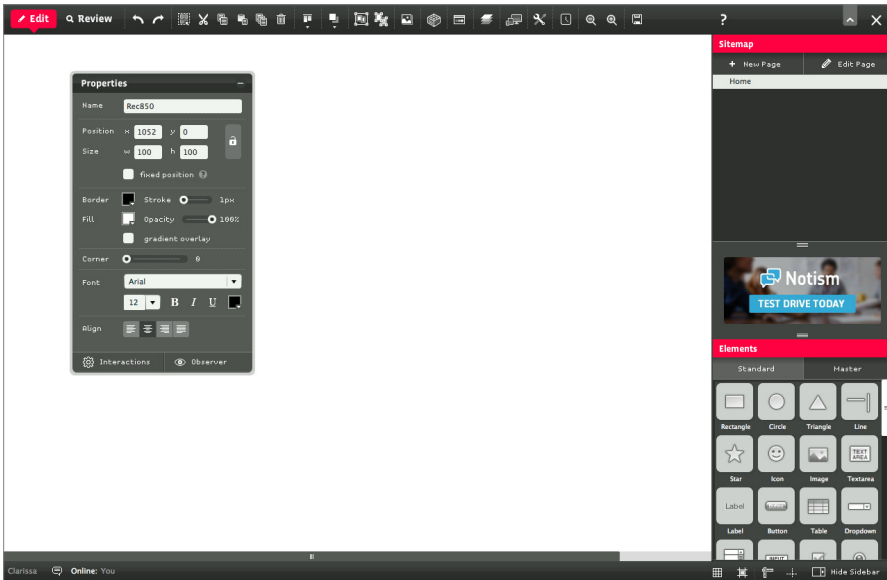 Edit Review ?
Sitemap
+ New Page Edit Page
Home
Properties
Name Rec850
Position x 1052 y 0
Size w 100 h 100
fixed position ?
Border Stroke 1px
Fill Opacity 100%
gradient overlay
Corner 0
Font Arial
12 B I U
Align
Interactions Observer
Notism
TEST DRIVE TODAY
Elements
Standard Master
Rectangle Circle Triangle Line
TEXT AREA
Star Icon Image Textarea
Label
Label Button Table Dropdown
INPUT
Clarissa Online: You Hide Sidebar